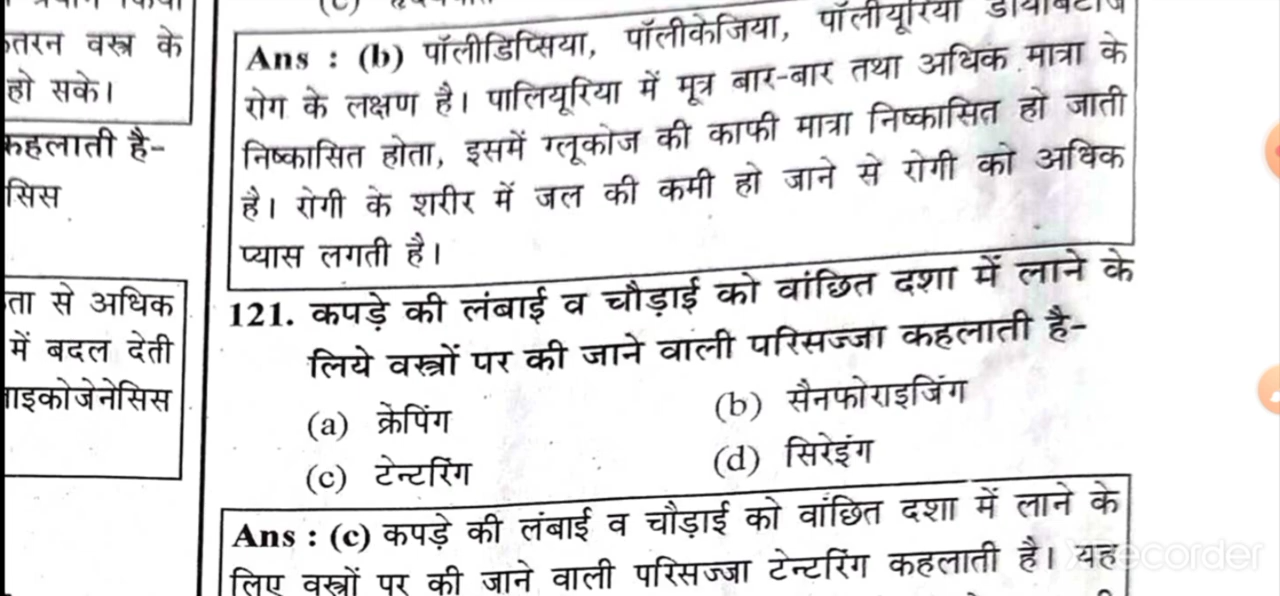 तरन वस्त्र के
हो सके।
कहलाती है-
सिस
ता से अधिक
में बदल देती
Ans : (b) पॉलीडिप्सिया, पॉलीकेजिया, पॉलीयूरिया
रोग के लक्षण है। पालियूरिया में मूत्र बार-बार तथा अधिक मात्रा के
निष्कासित होता, इसमें ग्लूकोज की काफी मात्रा निष्कासित हो जाती
है। रोगी के शरीर में जल की कमी हो जाने से रोगी को अधिक
प्यास लगती है।
121. कपड़े की लंबाई व चौड़ाई को वांछित दशा में लाने के
लिये वस्त्रों पर की जाने वाली परिसज्जा कहलाती है-
(a) क्रेपिंग
(b) सैनफोराइजिंग
(c) टेन्टरिंग
(d) सिरेइंग
Ans : (c) कपड़े की लंबाई व चौड़ाई को वांछित दशा में लाने के
लिए वस्त्रों पर की जाने वाली परिसज्जा टेन्टरिंग कहलाती है। यह